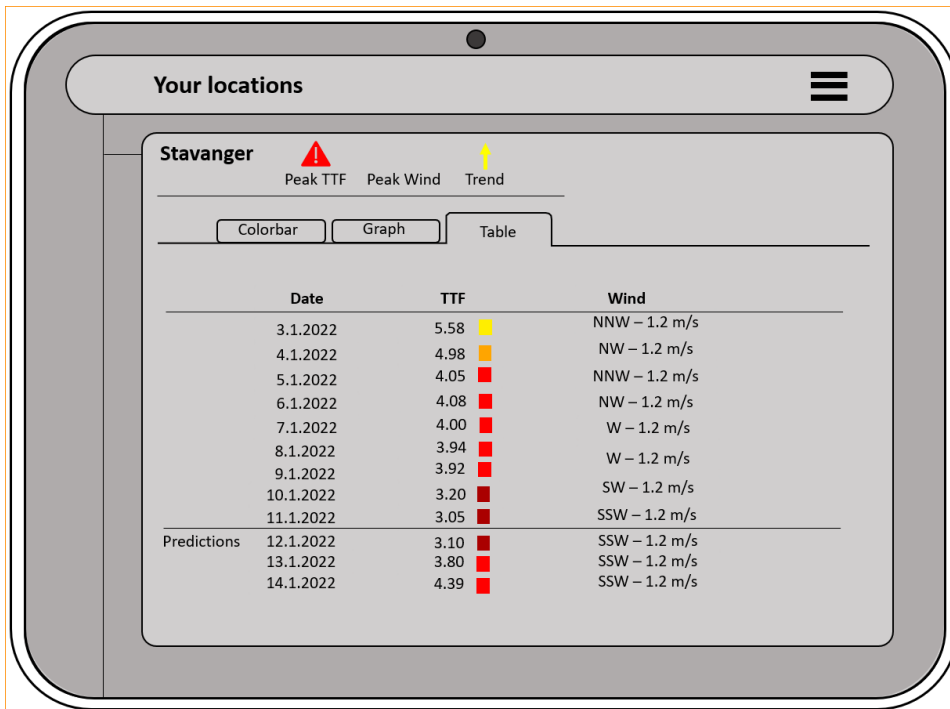 Your locations
Stavanger
Peak TTF Peak Wind Trend
Colorbar Graph Table
Date TTF Wind
3.1.2022 5.58 NNW – 1.2 m/s
4.1.2022 4.98 NW – 1.2 m/s
5.1.2022 4.05 NNW – 1.2 m/s
6.1.2022 4.08 NW – 1.2 m/s
7.1.2022 4.00 W – 1.2 m/s
8.1.2022 3.94 W – 1.2 m/s
9.1.2022 3.92
10.1.2022 3.20 SW – 1.2 m/s
11.1.2022 3.05 SSW – 1.2 m/s
Predictions 12.1.2022 3.10 SSW – 1.2 m/s
13.1.2022 3.80 SSW – 1.2 m/s
14.1.2022 4.39 SSW – 1.2 m/s